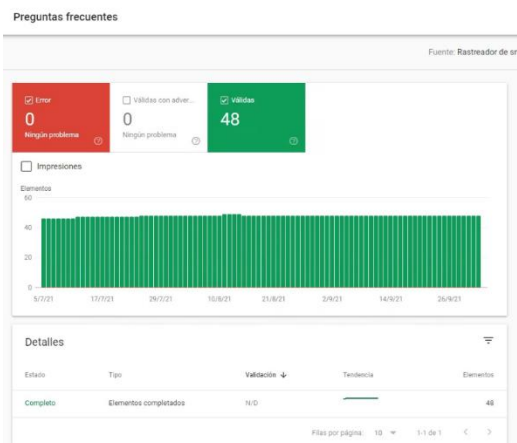 Preguntas frecuentes
Fuente: Rastreador de sm
Error
Válidas con adver...
Válidas
0
0
48
Ningún problema
Ningún problema
Impresiones
Elementos
60
40
20
0
5/7/21 17/7/21 29/7/21 10/8/21 21/8/21 2/9/21 14/9/21 26/9/21
Detalles
Estado Tipo Validación Tendencia Elementos
Completo Elementos completados N/D 48
Filas por página: 10 1-1 de 1